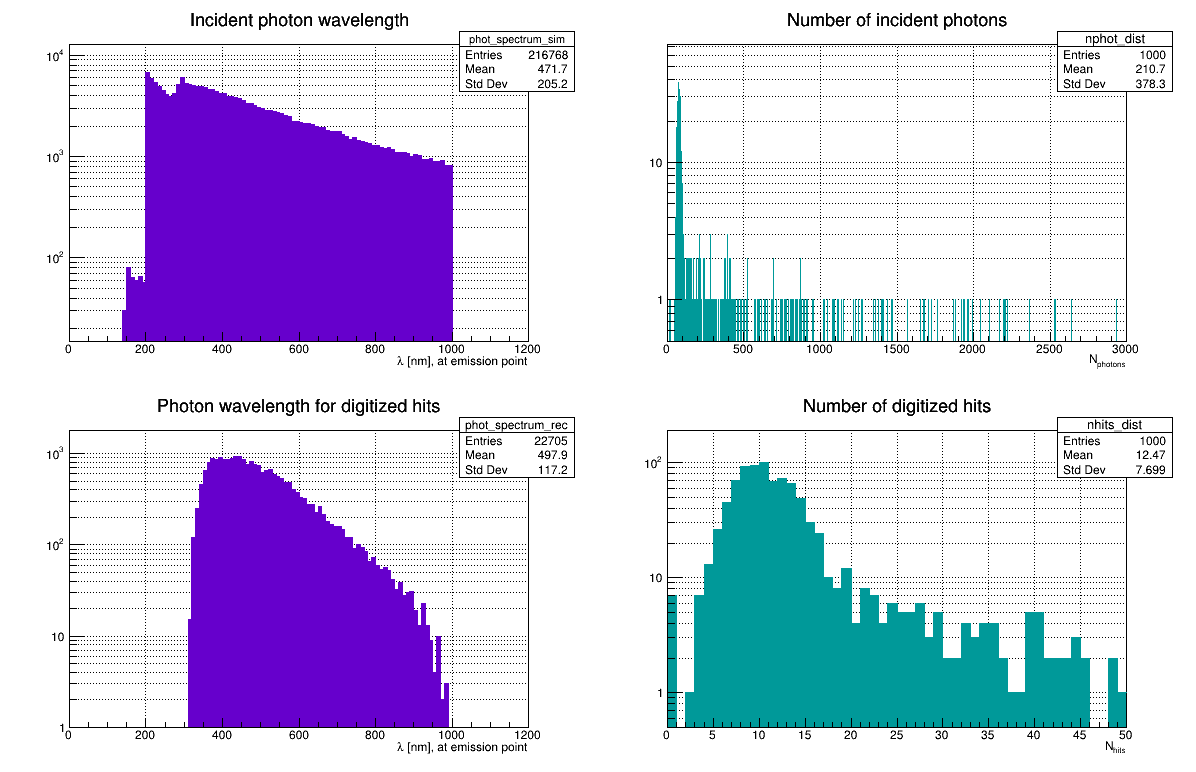 Incident photon wavelength
phot_spectrum_sim
Entries 216768
Mean 471.7
Std Dev 205.2
10^4
10^3
10^2
0 200 400 600 800 1000 1200
λ [nm], at emission point
Number of incident photons
nphot_dist
Entries 1000
Mean 210.7
Std Dev 378.3
10
1
0 500 1000 1500 2000 2500 3000
N_photons
Photon wavelength for digitized hits
phot_spectrum_rec
Entries 22705
Mean 497.9
Std Dev 117.2
10^3
10^2
10
1
0 200 400 600 800 1000 1200
λ [nm], at emission point
Number of digitized hits
nhits_dist
Entries 1000
Mean 12.47
Std Dev 7.699
10^2
10
1
0 5 10 15 20 25 30 35 40 45 50
N_hits